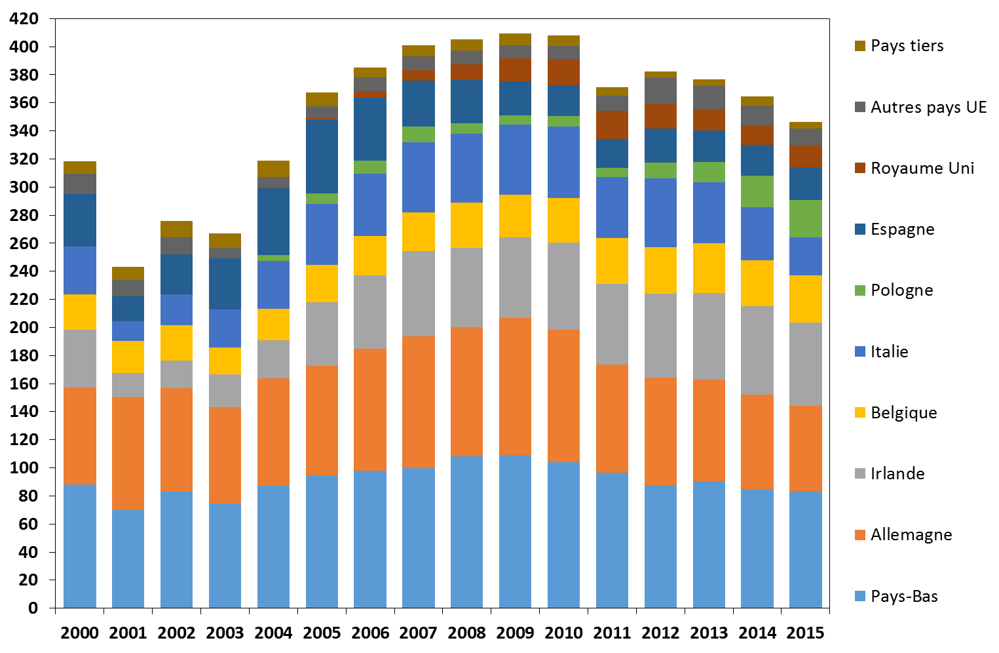 420
400
380
360
340
320
300
280
260
240
220
200
180
160
140
120
100
80
60
40
20
0
2000 2001 2002 2003 2004 2005 2006 2007 2008 2009 2010 2011 2012 2013 2014 2015
Pays tiers
Autres pays UE
Royaume Uni
Espagne
Pologne
Italie
Belgique
Irlande
Allemagne
Pays-Bas